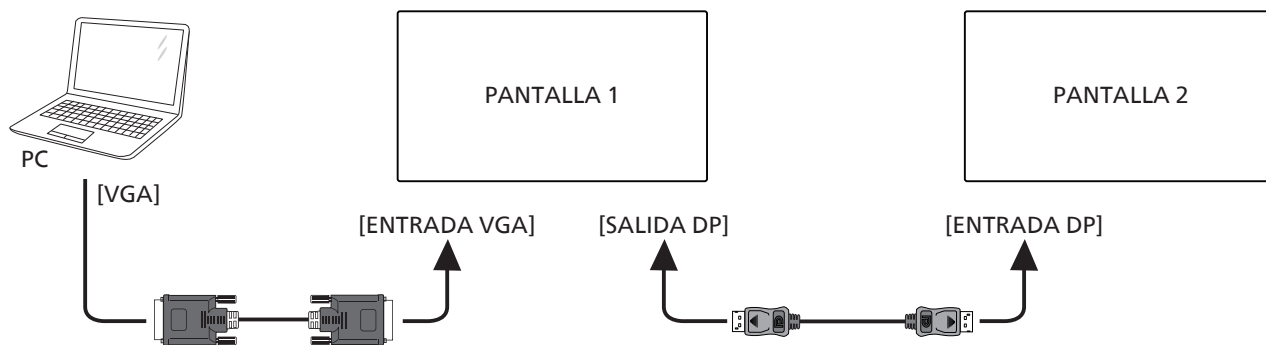 PANTALLA 1
PANTALLA 2
PC
[VGA]
[ENTRADA VGA]
[SALIDA DP]
[ENTRADA DP]